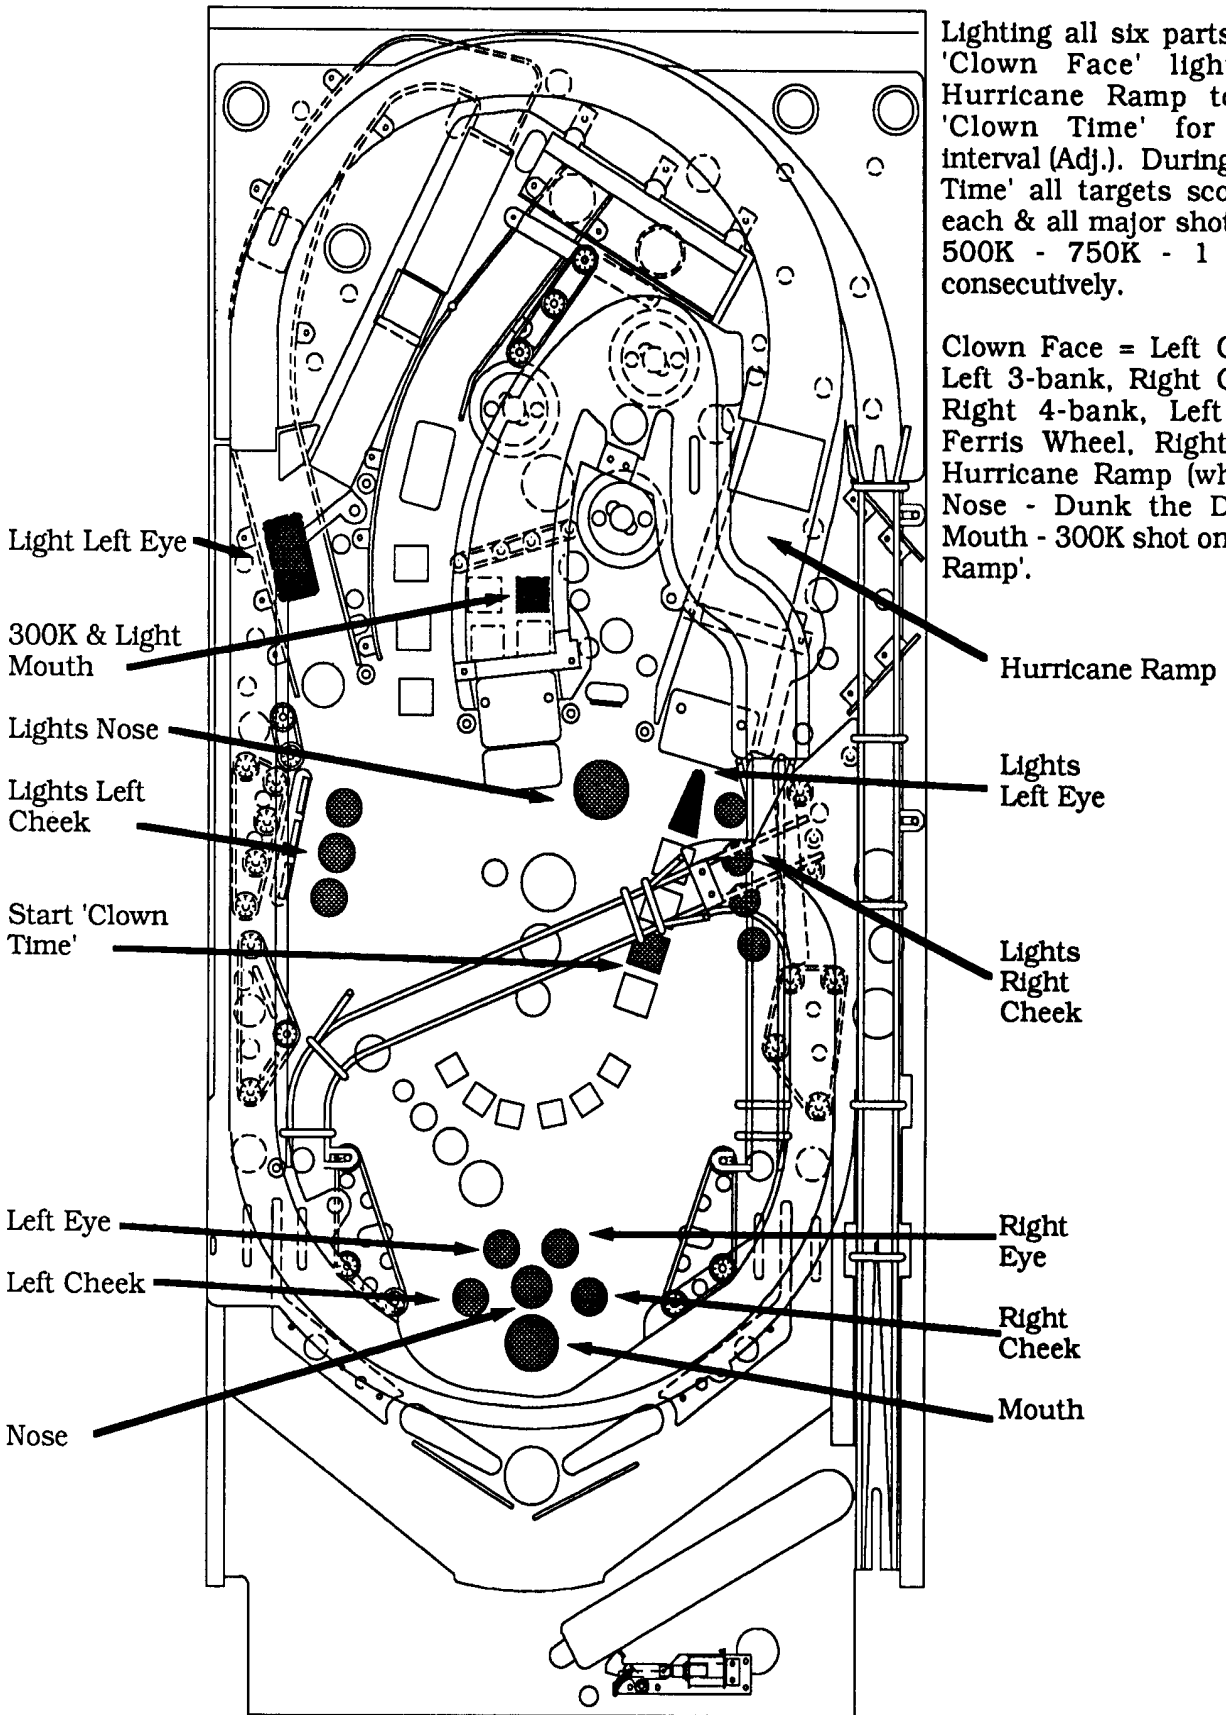 Lighting all six parts
'Clown Face' light
Hurricane Ramp to
'Clown Time' for
interval (Adj.). During
Time' all targets sco
each & all major shot
500K - 750K - 1
consecutively.
Clown Face = Left C
Left 3-bank, Right C
Right 4-bank, Left
Ferris Wheel, Right
Hurricane Ramp (wh
Nose - Dunk the D
Mouth - 300K shot on
Ramp'.
Light Left Eye
300K & Light
Mouth
Hurricane Ramp
Lights Nose
Lights
Left Eye
Lights Left
Cheek
Start 'Clown
Time'
Lights
Right
Cheek
Left Eye
Right
Eye
Left Cheek
Right
Cheek
Mouth
Nose